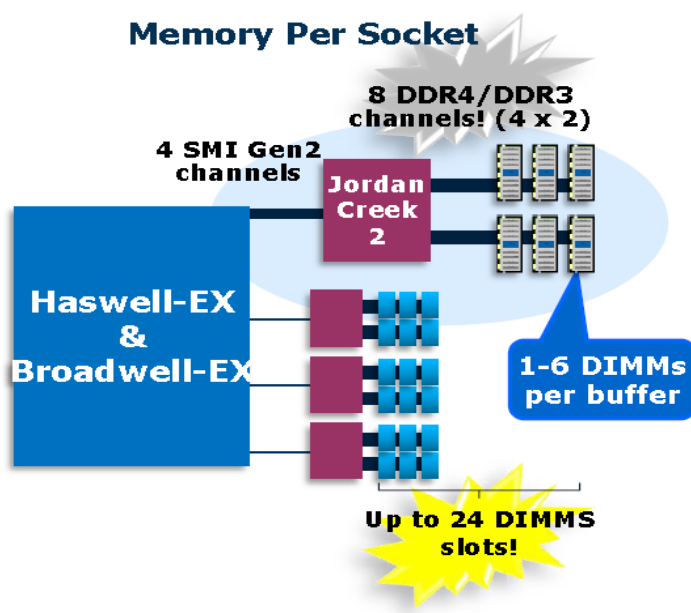 Memory Per Socket
8 DDR4/DDR3
channels! (4 x 2)
4 SMI Gen2
channels
Jordan
Creek
2
Haswell-EX
&
Broadwell-EX
1-6 DIMMs
per buffer
Up to 24 DIMMS
slots!